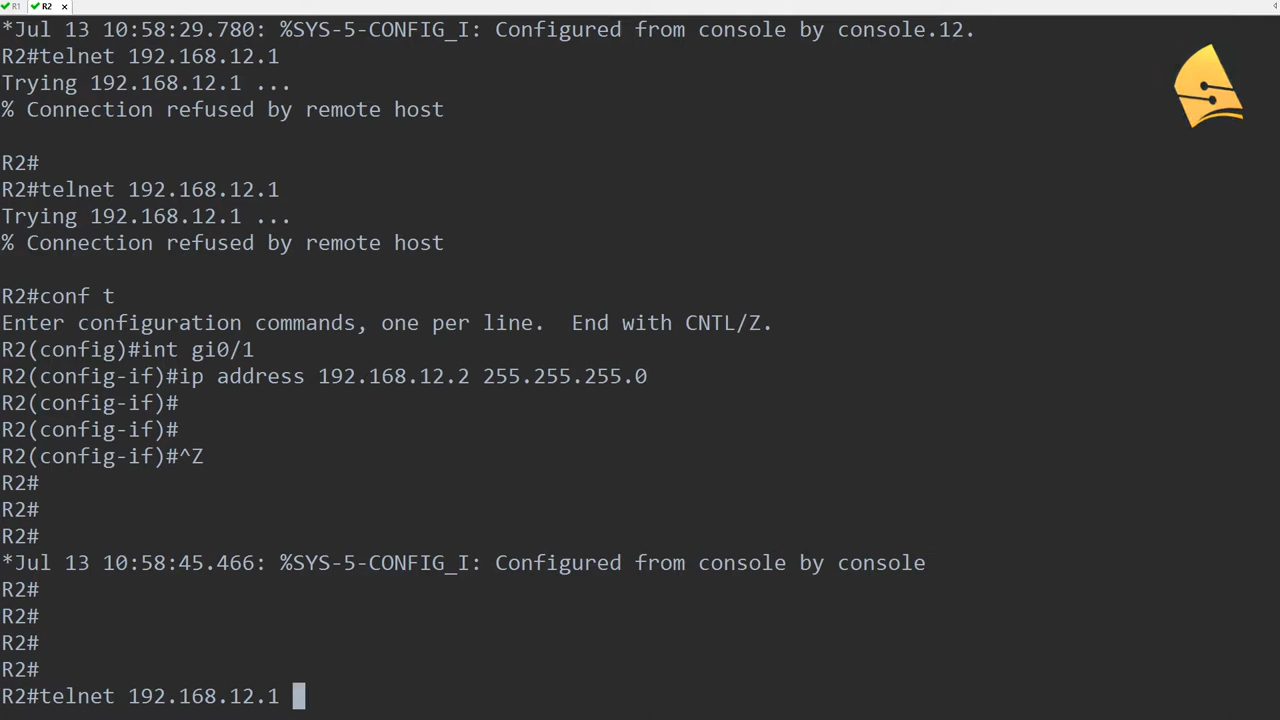 R1 R2 ×
*Jul 13 10:58:29.780: %SYS-5-CONFIG_I: Configured from console by console.12.
R2#telnet 192.168.12.1
Trying 192.168.12.1 ...
% Connection refused by remote host
R2#
R2#telnet 192.168.12.1
Trying 192.168.12.1 ...
% Connection refused by remote host
R2#conf t
Enter configuration commands, one per line.  End with CNTL/Z.
R2(config)#int gi0/1
R2(config-if)#ip address 192.168.12.2 255.255.255.0
R2(config-if)#
R2(config-if)#
R2(config-if)#^Z
R2#
R2#
R2#
*Jul 13 10:58:45.466: %SYS-5-CONFIG_I: Configured from console by console
R2#
R2#
R2#
R2#
R2#telnet 192.168.12.1